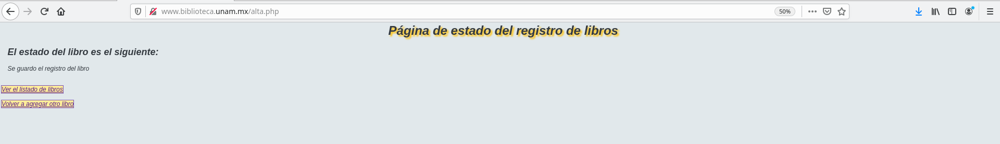 www.biblioteca.unam.mx/alta.php 50%
Página de estado del registro de libros
El estado del libro es el siguiente:
Se guardo el registro del libro
Ver el listado de libros
Volver a agregar otro libro